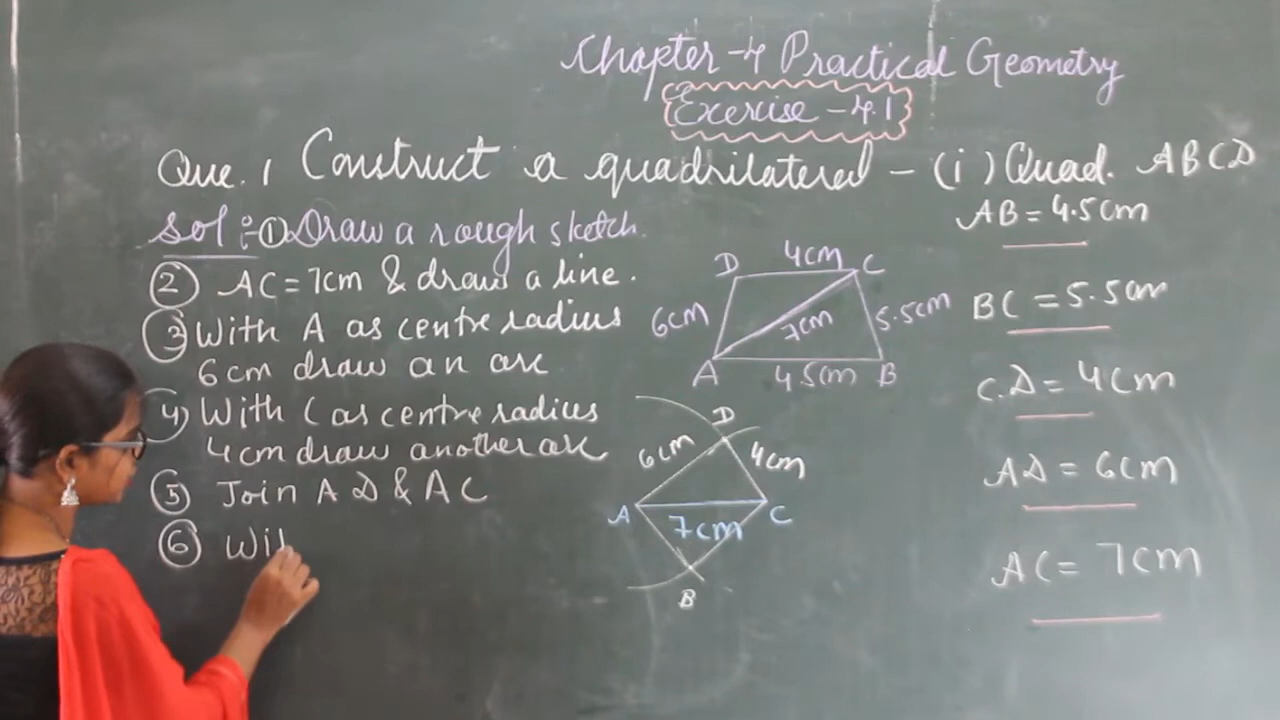 Chapter-4 Practical Geometry
Exercise-4.1
Que. 1 Construct a quadrilatered - (i) Quad. ABCD
AB = 4.5cm
Sol:- ① Draw a rough sketch.
② AC = 7cm & draw a line.
③ With A as centre radius
6cm draw an arc
④ With C as centre radius
4cm draw another arc
⑤ Join AD & AC
⑥ Wit
D 4cm C
6cm 7cm 5.5cm
A 4.5cm B
D
6cm 4cm
A 7cm C
B
BC = 5.5cm
C.D = 4cm
AD = 6cm
AC = 7cm